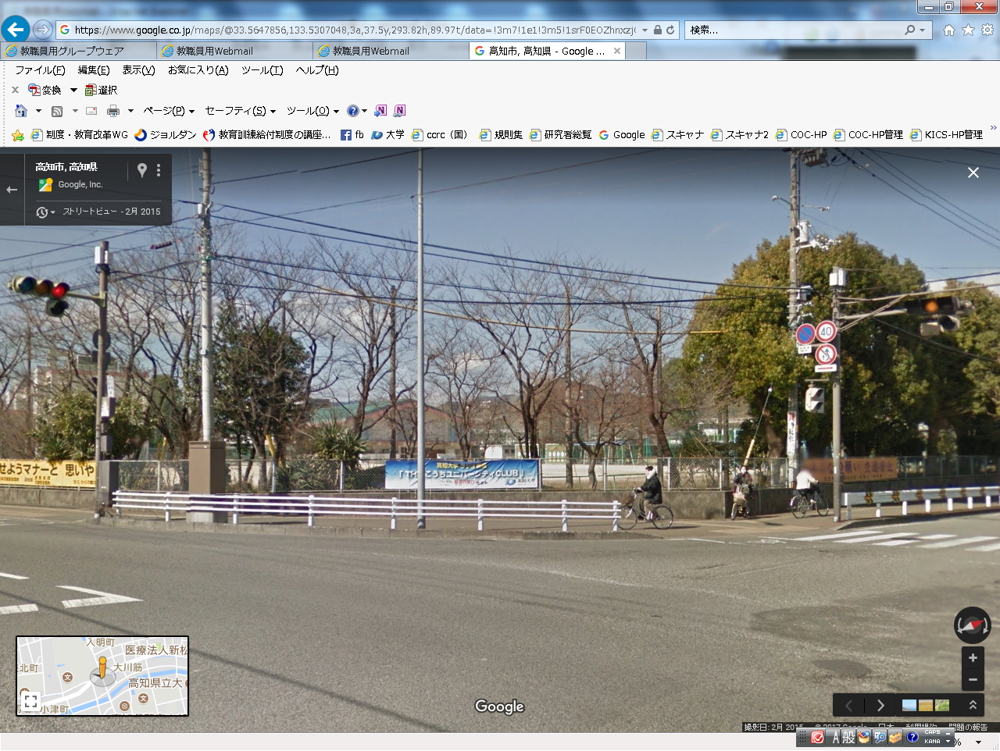 https://www.google.co.jp/maps/@33.5647856,133.5307048,3a,37.5y,293.82h,89.97t/data=!3m7!1e1!3m5!1srF0EOZhnxzj
検索...
教職員用グループウェア
教職員用Webmail
教職員用Webmail
高知市, 高知県 - Google ...
ファイル(F) 編集(E) 表示(V) お気に入り(A) ツール(T) ヘルプ(H)
変換 選択
ページ(P) セーフティ(S) ツール(O)
制度・教育改革WG ジョルダン 教育訓練給付制度の講座... fb 大学 ccrc（国） 規則集 研究者総覧 Google スキャナ スキャナ2 COC-HP COC-HP管理 KICS-HP管理
高知市, 高知県
Google, Inc.
ストリートビュー - 2月 2015
40
せようマナーと 思いや
高知大学
「THEこうちユニバーシティCLUB」
入明町
医療法人新松
北町
大川筋
高知県立大
小津町
Google
撮影日: 2月 2015 © 2017 Google 日本 利用規約 問題の報告
A 般
CAPS
KANA
%